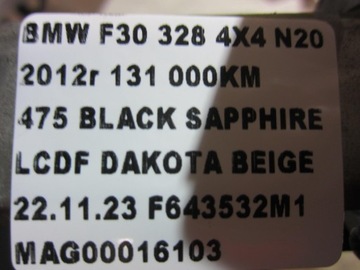 BMW F30 328 4X4 N20
2012r 131 000KM
475 BLACK SAPPHIRE
LCDF DAKOTA BEIGE
22.11.23 F643532M1
MAG00016103